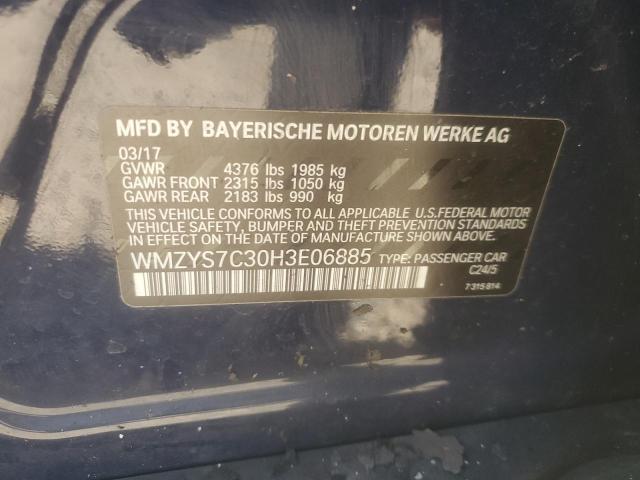 MFD BY BAYERISCHE MOTOREN WERKE AG
03/17
GVWR 4376 lbs 1985 kg
GAWR FRONT 2315 lbs 1050 kg
GAWR REAR 2183 lbs 990 kg
THIS VEHICLE CONFORMS TO ALL APPLICABLE U.S.FEDERAL MOTOR
VEHICLE SAFETY, BUMPER AND THEFT PREVENTION STANDARDS
IN EFFECT ON THE DATE OF MANUFACTURE SHOWN ABOVE.
WMZYS7C30H3E06885 TYPE: PASSENGER CAR
C24/5
7 315 814